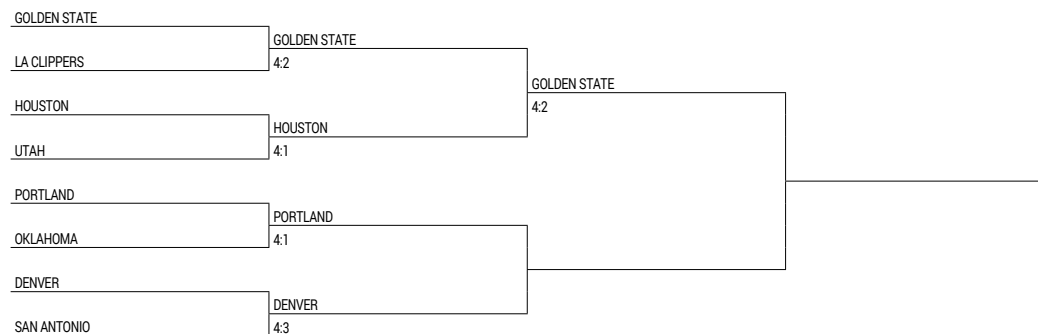 GOLDEN STATE
LA CLIPPERS
HOUSTON
UTAH
PORTLAND
OKLAHOMA
DENVER
SAN ANTONIO
GOLDEN STATE
4:2
HOUSTON
4:1
PORTLAND
4:1
DENVER
4:3
GOLDEN STATE
4:2